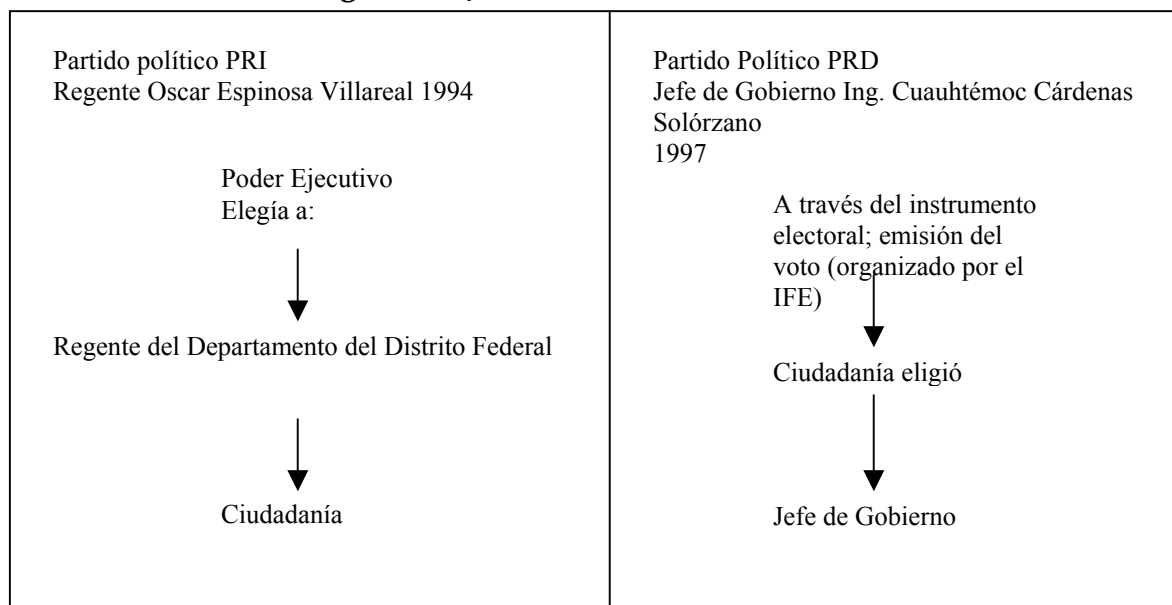 Partido político PRI
Regente Oscar Espinosa Villareal 1994
Poder Ejecutivo
Elegía a:
Regente del Departamento del Distrito Federal
Ciudadanía
Partido Político PRD
Jefe de Gobierno Ing. Cuauhtémoc Cárdenas
Solórzano
1997
A través del instrumento
electoral; emisión del
voto (organizado por el
IFE)
Ciudadanía eligió
Jefe de Gobierno